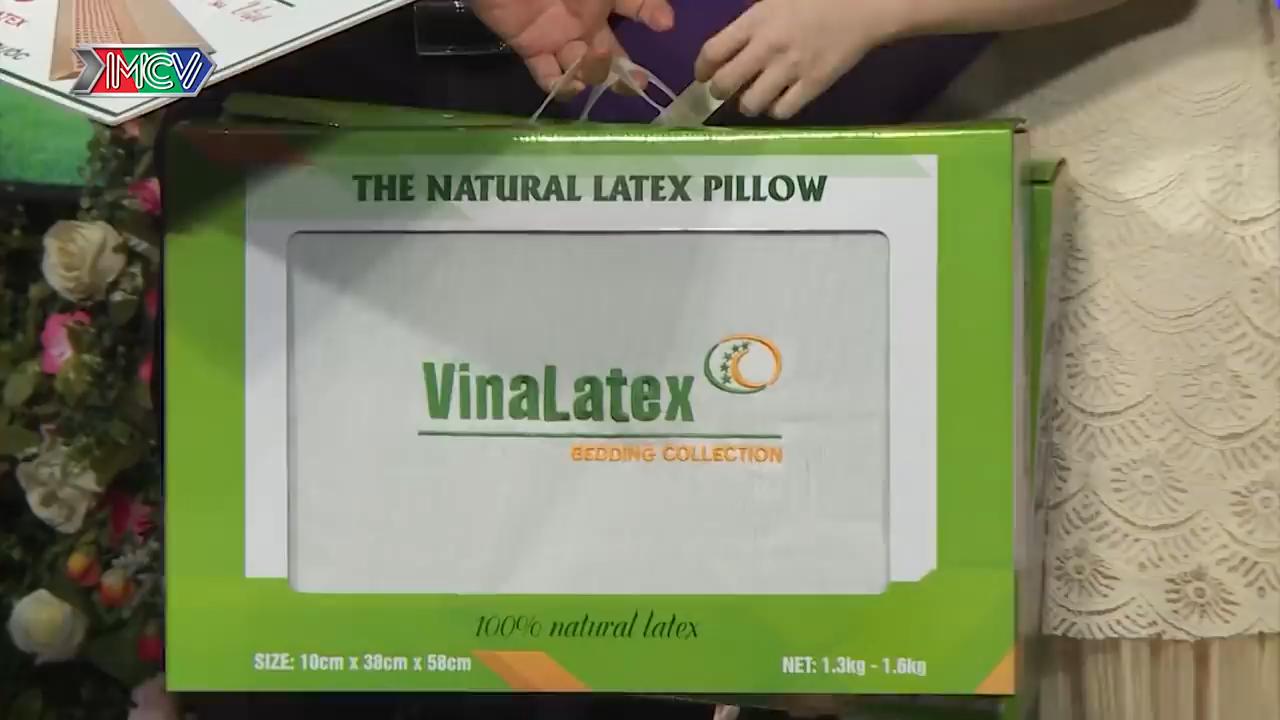 MCV
THE NATURAL LATEX PILLOW
VinaLatex
BEDDING COLLECTION
100% natural latex
SIZE: 10cm x 38cm x 58cm
NET: 1.3kg - 1.6kg